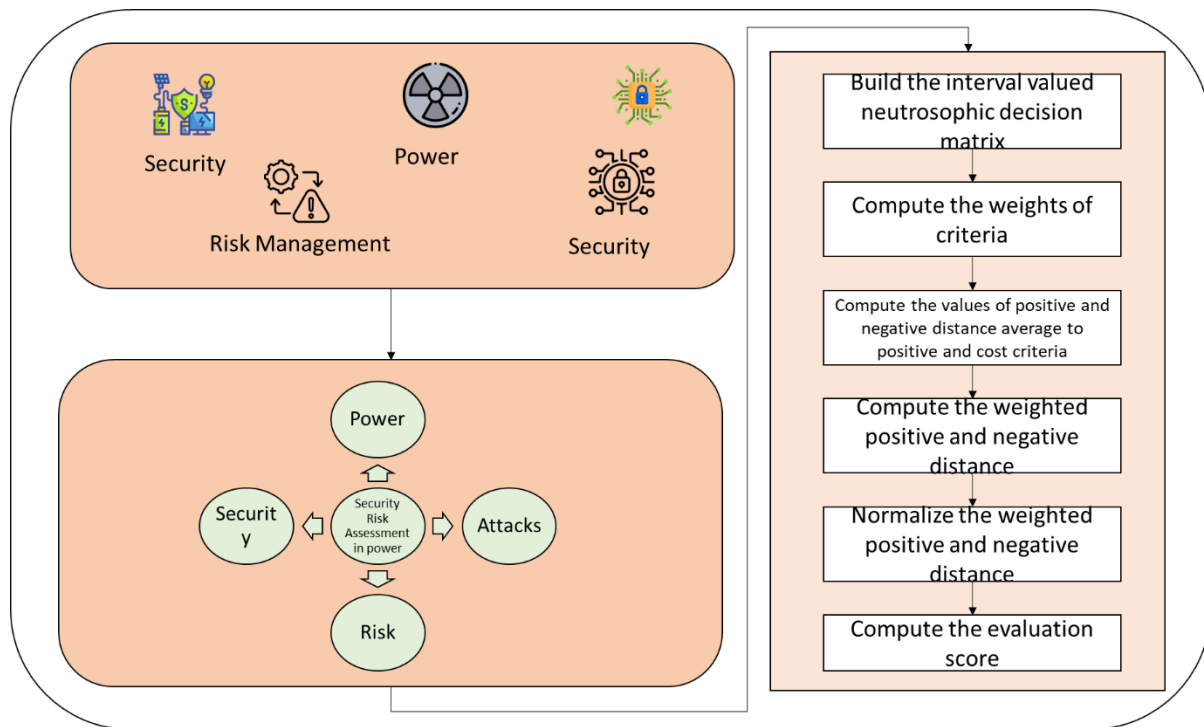 Security
Power
Risk Management
Security
Power
Securit
y
Security
Risk
Assessment
in power
Attacks
Risk
Build the interval valued
neutrosophic decision
matrix
Compute the weights of
criteria
Compute the values of positive and
negative distance average to
positive and cost criteria
Compute the weighted
positive and negative
distance
Normalize the weighted
positive and negative
distance
Compute the evaluation
score